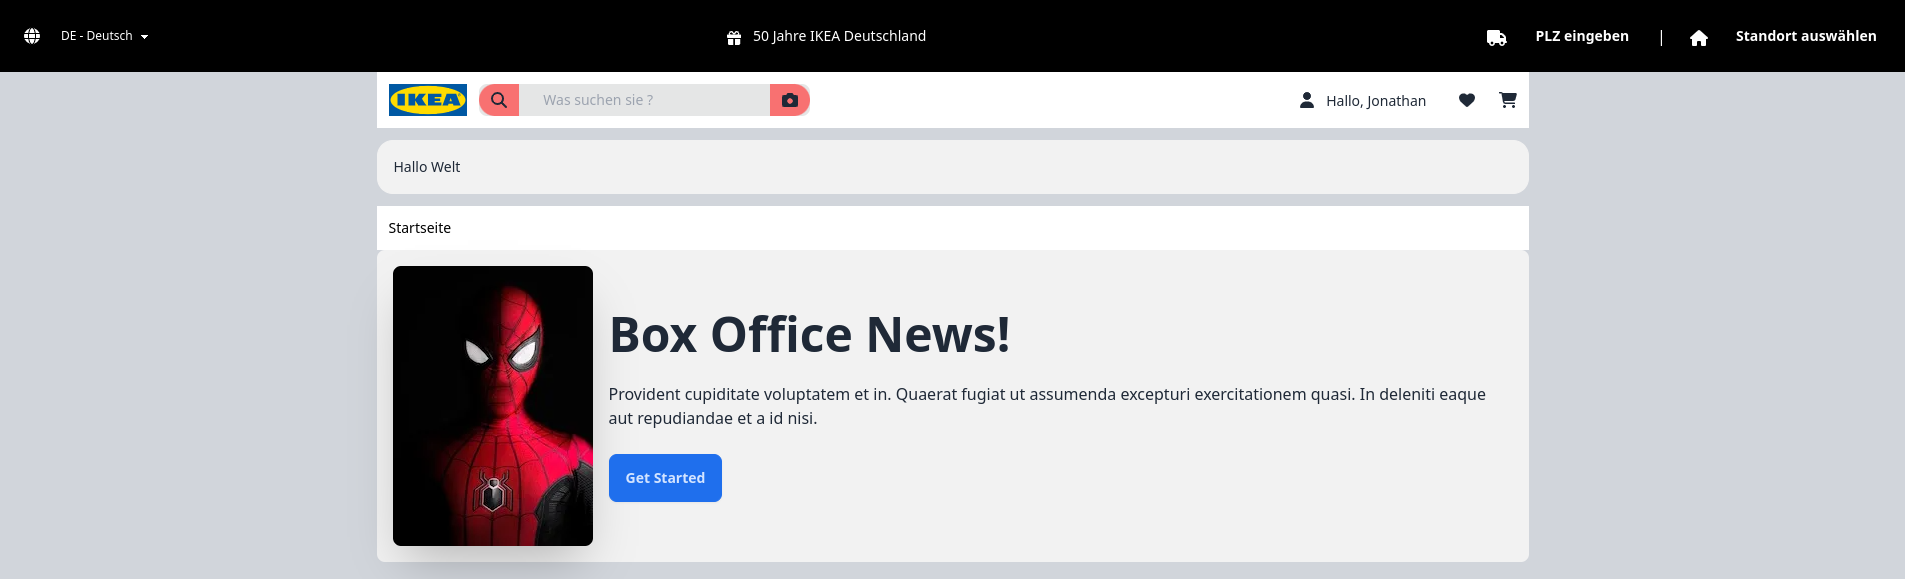 DE - Deutsch
50 Jahre IKEA Deutschland
PLZ eingeben | Standort auswählen
IKEA
Was suchen sie ?
Hallo, Jonathan
Hallo Welt
Startseite
Box Office News!
Provident cupiditate voluptatem et in. Quaerat fugiat ut assumenda excepturi exercitationem quasi. In deleniti eaque
aut repudiandae et a id nisi.
Get Started